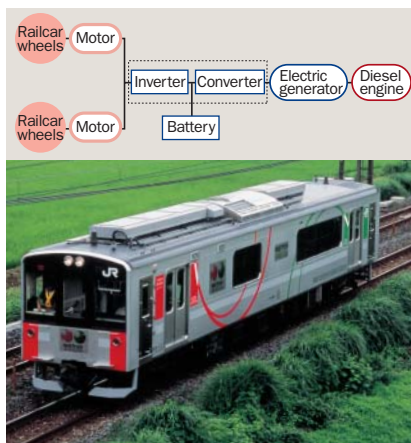 Railcar
wheels
Motor
Inverter
Converter
Electric
generator
Diesel
engine
Railcar
wheels
Motor
Battery
JR